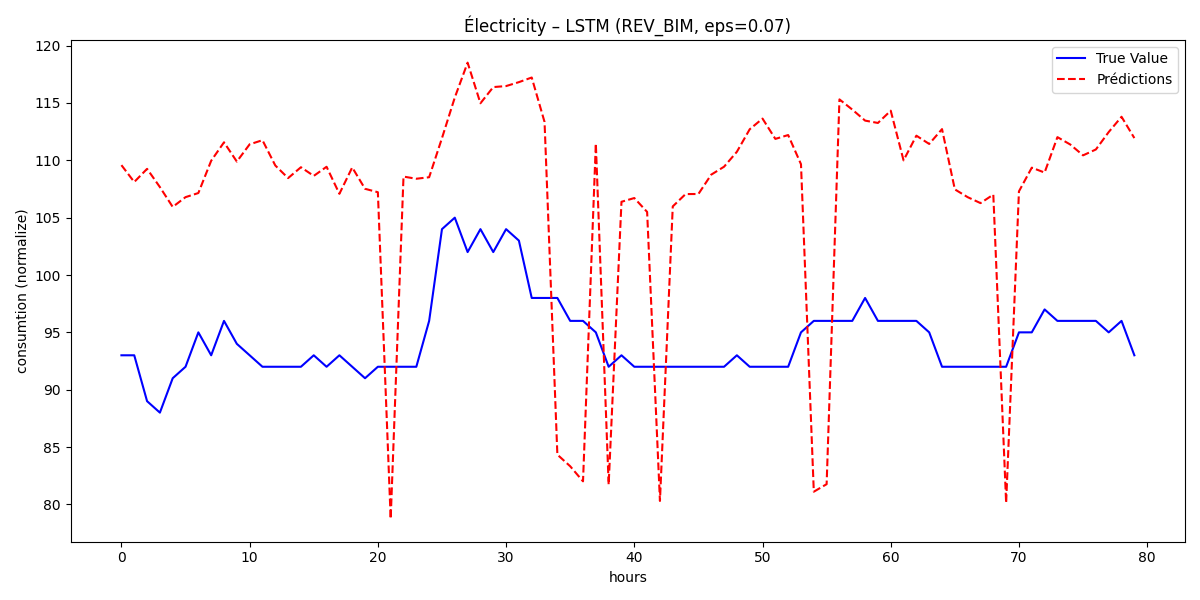 Électricity – LSTM (REV_BIM, eps=0.07)
True Value
Prédictions
consumtion (normalize)
120
115
110
105
100
95
90
85
80
0 10 20 30 40 50 60 70 80
hours